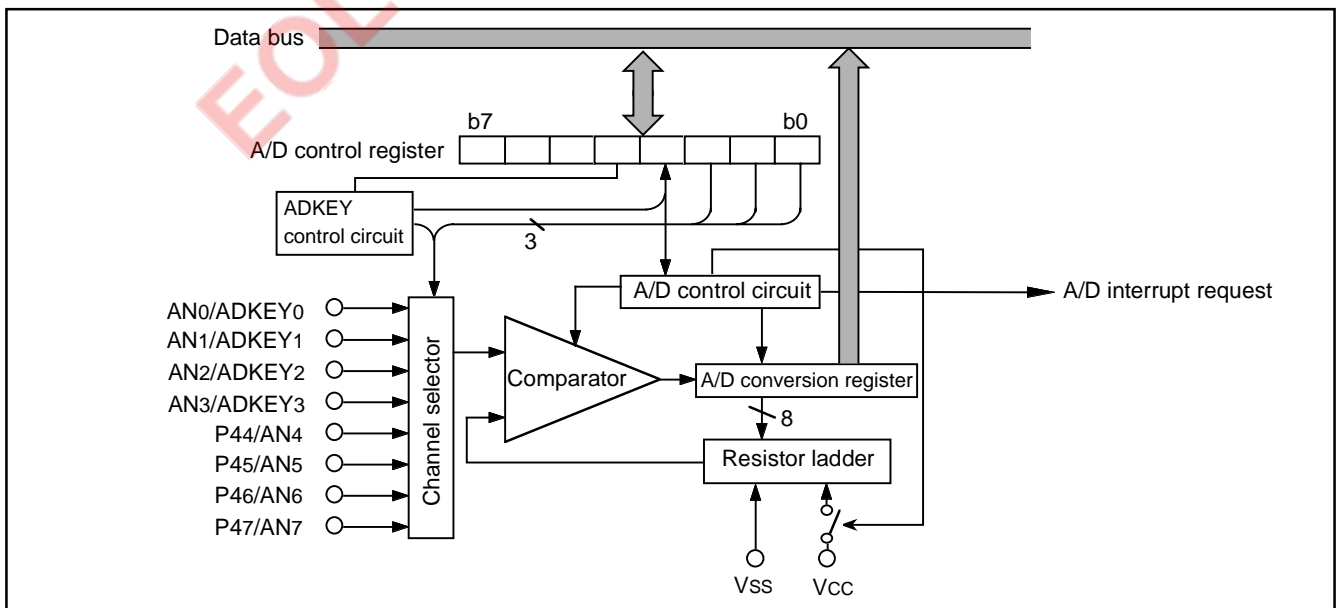 Data bus
EOL
b7
b0
A/D control register
ADKEY
control circuit
3
A/D control circuit
A/D interrupt request
AN0/ADKEY0
AN1/ADKEY1
AN2/ADKEY2
AN3/ADKEY3
P44/AN4
P45/AN5
P46/AN6
P47/AN7
Channel selector
Comparator
A/D conversion register
8
Resistor ladder
VSS
VCC